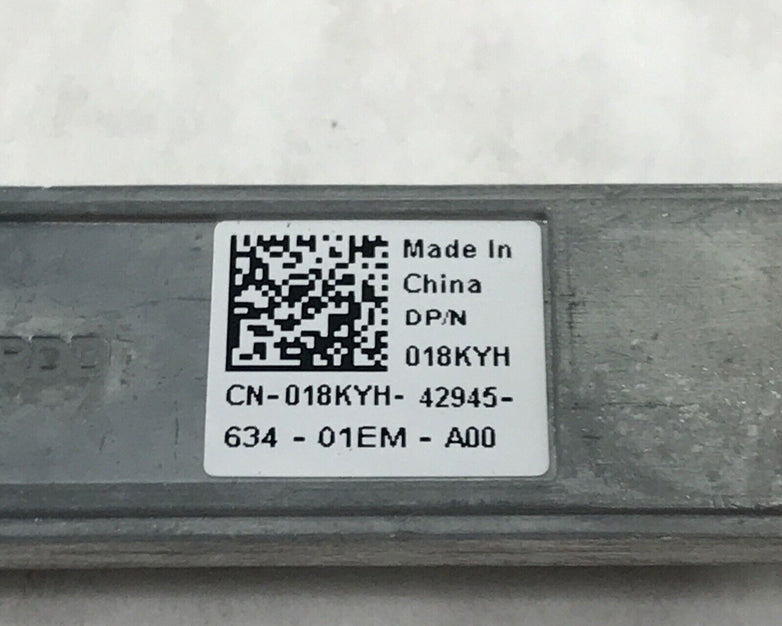 Made In
China
DP/N
018KYH
CN-018KYH- 42945-
634 - 01EM - A00